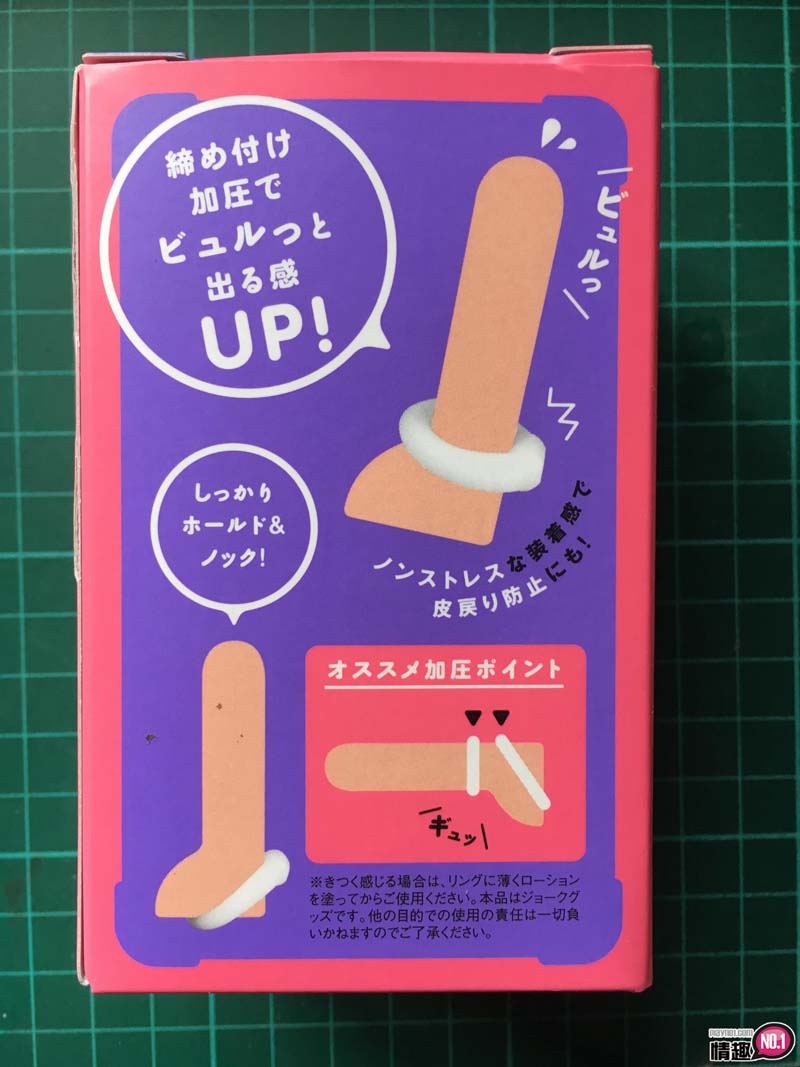 締め付け
加圧で
ビュルっと
出る感
UP!
ビュルっ
しっかり
ホールド&
ノック!
ノンストレスな装着感で
皮戻り防止にも!
オススメ加圧ポイント
ギュッ
※きつく感じる場合は、リングに薄くローション
を塗ってからご使用ください。本品はジョークグ
ッズです。他の目的での使用の責任は一切負
いかねますのでご了承ください。
playno1.com
情趣 NO.1